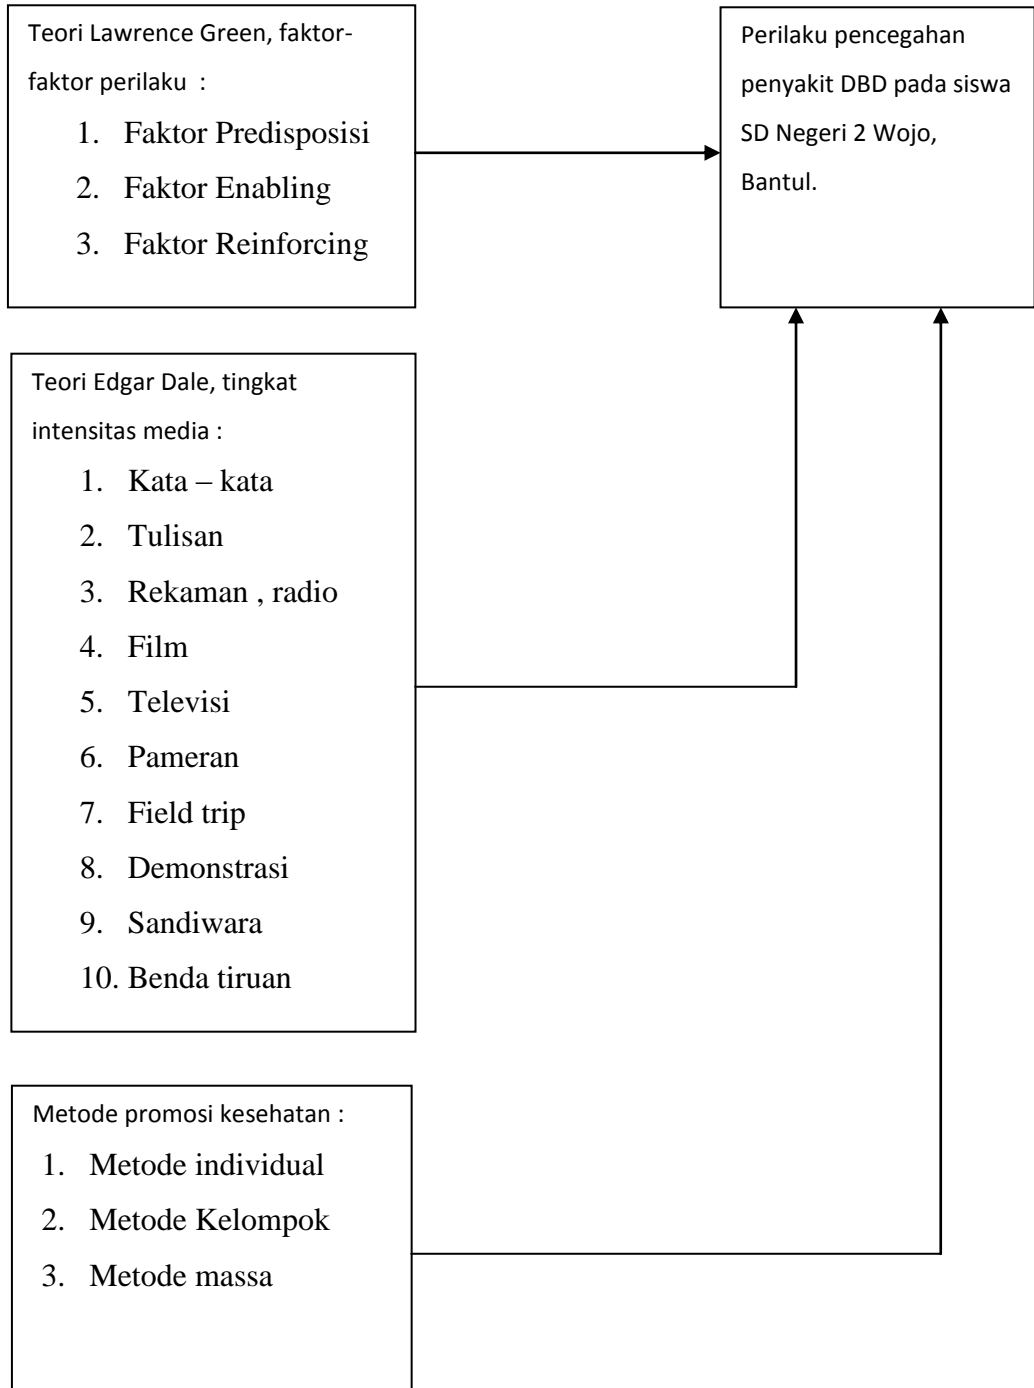 Teori Lawrence Green, faktor-
faktor perilaku :
1. Faktor Predisposisi
2. Faktor Enabling
3. Faktor Reinforcing
Perilaku pencegahan
penyakit DBD pada siswa
SD Negeri 2 Wojo,
Bantul.
Teori Edgar Dale, tingkat
intensitas media :
1. Kata – kata
2. Tulisan
3. Rekaman , radio
4. Film
5. Televisi
6. Pameran
7. Field trip
8. Demonstrasi
9. Sandiwara
10. Benda tiruan
Metode promosi kesehatan :
1. Metode individual
2. Metode Kelompok
3. Metode massa